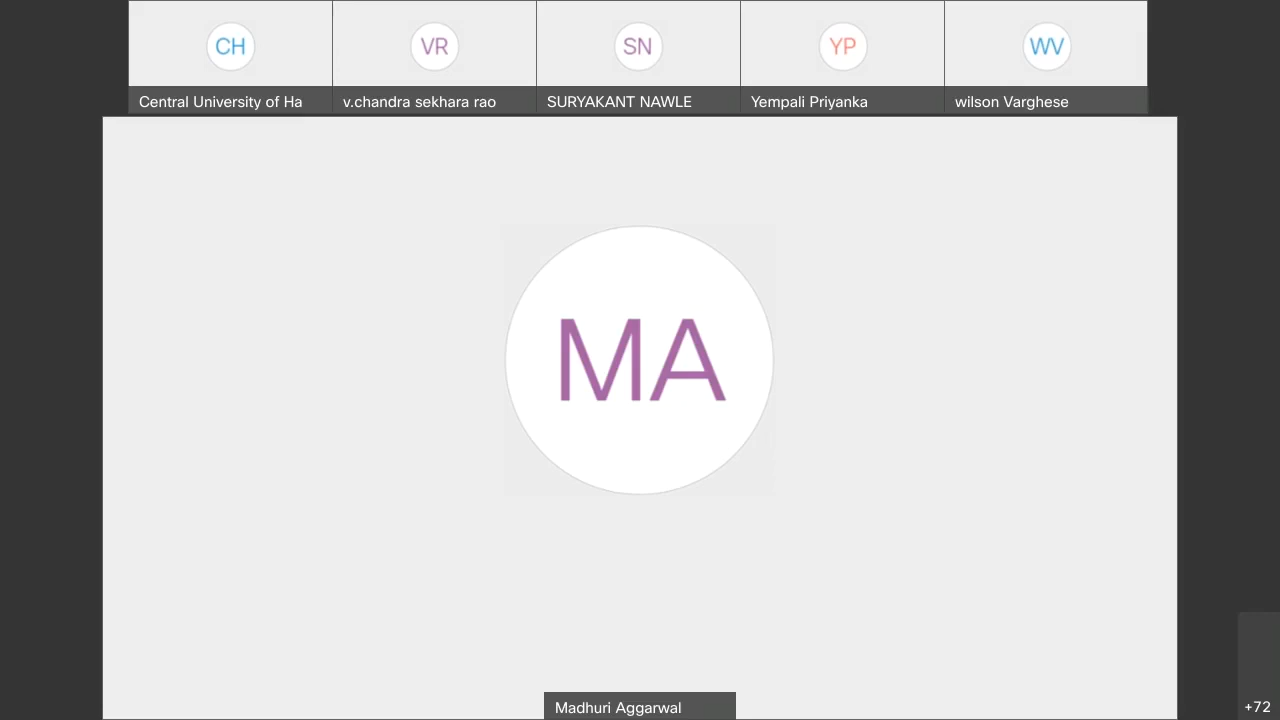 CH
VR
SN
YP
WV
Central University of Ha
v.chandra sekhara rao
SURYAKANT NAWLE
Yempali Priyanka
wilson Varghese
MA
Madhuri Aggarwal
+72